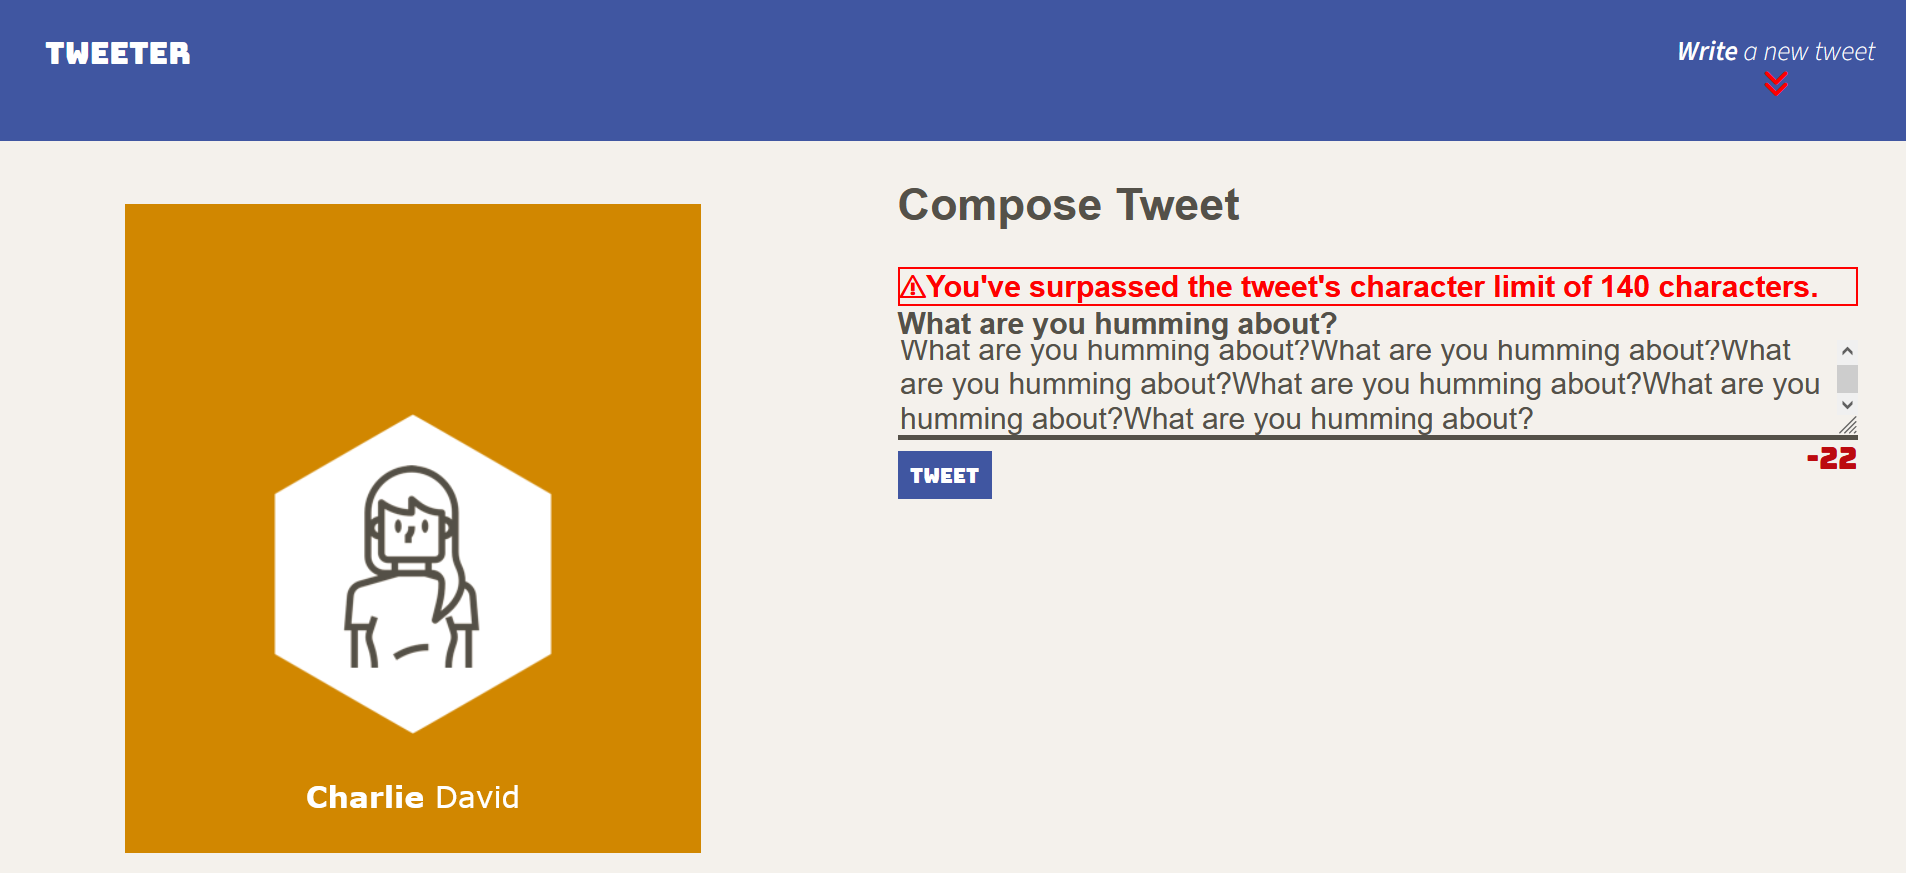 TWEETER
Write a new tweet
Compose Tweet
⚠You've surpassed the tweet's character limit of 140 characters.
What are you humming about?
What are you humming about?What are you humming about?What
are you humming about?What are you humming about?What are you
humming about?What are you humming about?
TWEET
-22
Charlie David